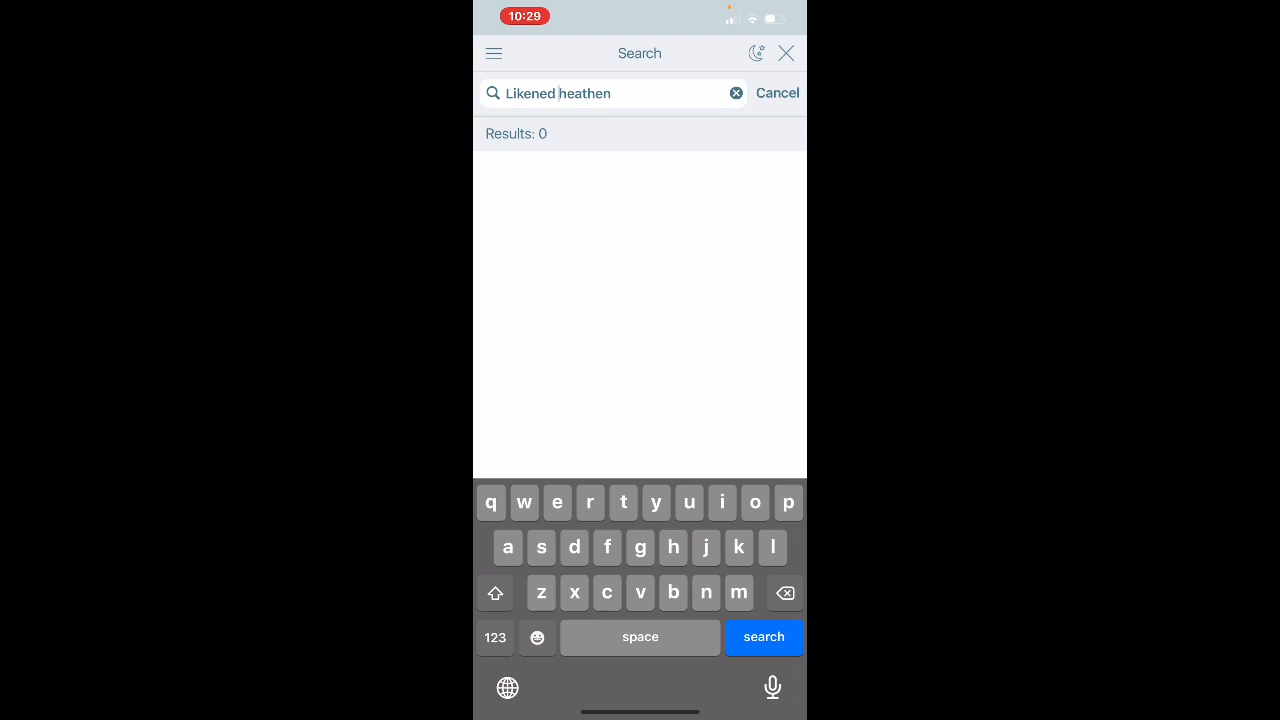 10:29
Search
Likened heathen
Cancel
Results: 0
q w e r t y u i o p
a s d f g h j k l
z x c v b n m
123
space
search